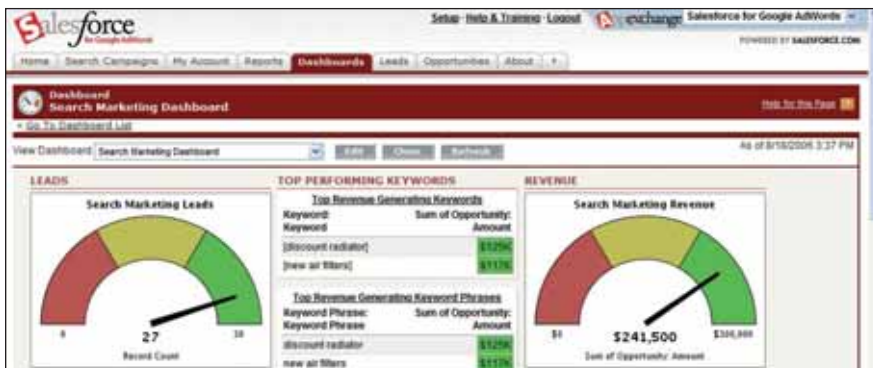 Salesforce
for Google AdWords
Setup · Help & Training · Logout
exchange
Salesforce for Google AdWords
POWERED BY SALESFORCE.COM
Home Search Campaigns My Account Reports Dashboards Leads Opportunities About
Dashboard
Search Marketing Dashboard
Help for this Page
« Go To Dashboard List
View Dashboard Search Marketing Dashboard Edit Clone Refresh
As of 8/18/2006 3:37 PM
LEADS
Search Marketing Leads
0
30
27
Record Count
TOP PERFORMING KEYWORDS
Top Revenue Generating Keywords
Keyword: Sum of Opportunity:
Keyword Amount
[discount radiator] $125K
[new air filters] $117K
Top Revenue Generating Keyword Phrases
Keyword Phrase: Sum of Opportunity:
Keyword Phrase Amount
discount radiator $125K
new air filters $117K
REVENUE
Search Marketing Revenue
$0
$300,000
$241,500
Sum of Opportunity: Amount